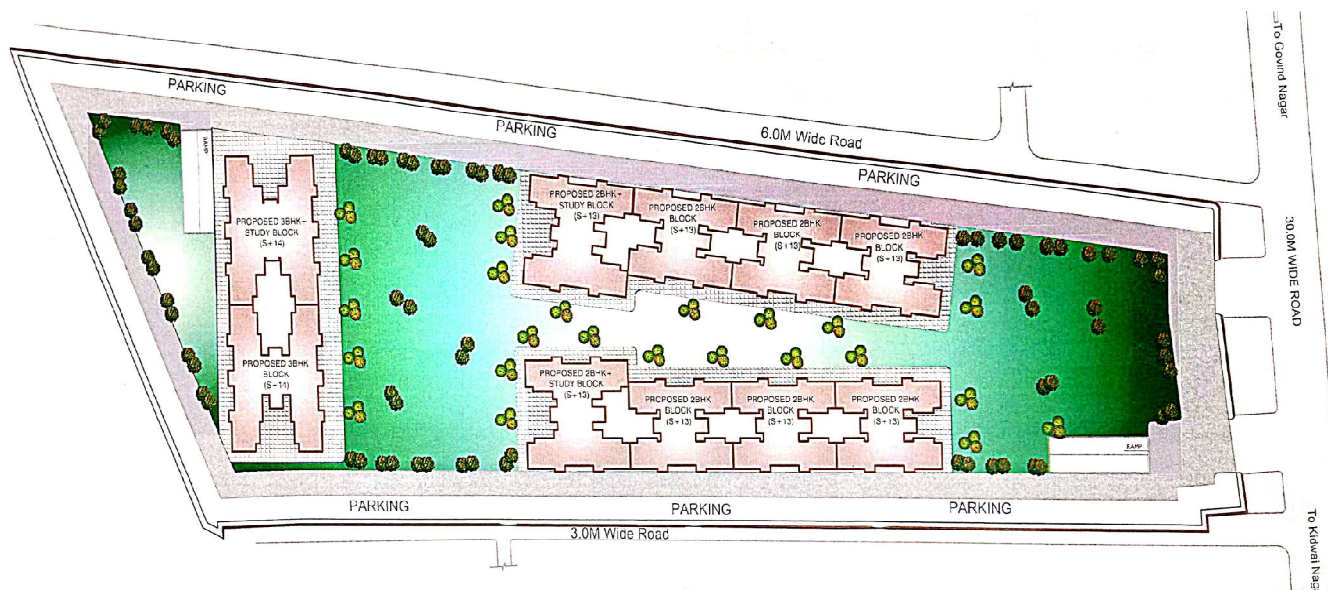 To Govind Nagar
PARKING
PARKING
6.0M Wide Road
PARKING
RAMP
PROPOSED 3BHK+
STUDY BLOCK
(S+14)
PROPOSED 2BHK+
STUDY BLOCK
(S+13)
PROPOSED 2BHK
BLOCK
(S+13)
PROPOSED 2BHK
BLOCK
(S+13)
PROPOSED 2BHK
BLOCK
(S+13)
30.0M WIDE ROAD
PROPOSED 3BHK
BLOCK
(S+14)
PROPOSED 2BHK+
STUDY BLOCK
(S+13)
PROPOSED 2BHK
BLOCK
(S+13)
PROPOSED 2BHK
BLOCK
(S+13)
PROPOSED 2BHK
BLOCK
(S+13)
RAMP
PARKING
PARKING
PARKING
3.0M Wide Road
To Kidwai Nag